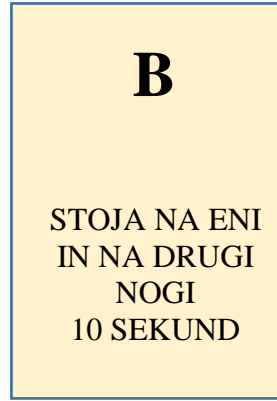 B
STOJA NA ENI
IN NA DRUGI
NOGI
10 SEKUND